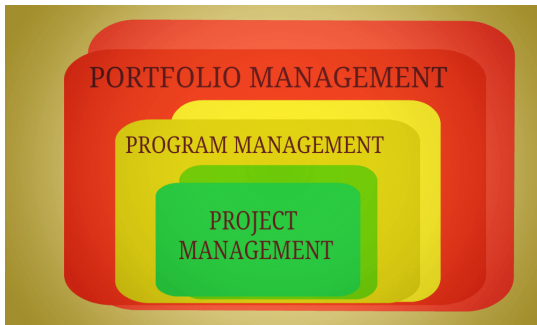 PORTFOLIO MANAGEMENT
PROGRAM MANAGEMENT
PROJECT
MANAGEMENT